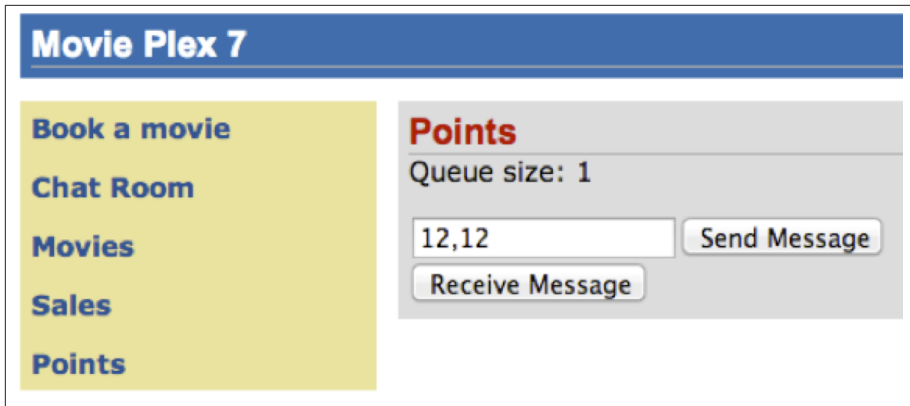 Movie Plex 7
Book a movie
Chat Room
Movies
Sales
Points
Points
Queue size: 1
12,12 Send Message
Receive Message